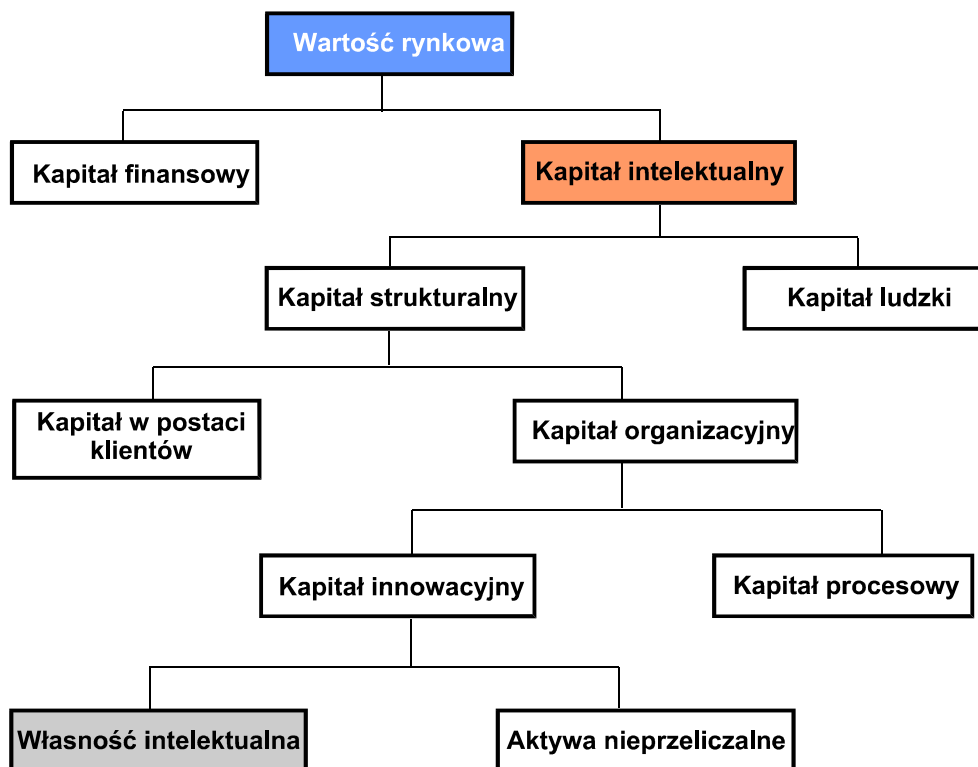 Wartość rynkowa
Kapitał finansowy
Kapitał intelektualny
Kapitał strukturalny
Kapitał ludzki
Kapitał w postaci
klientów
Kapitał organizacyjny
Kapitał innowacyjny
Kapitał procesowy
Własność intelektualna
Aktywa nieprzeliczalne